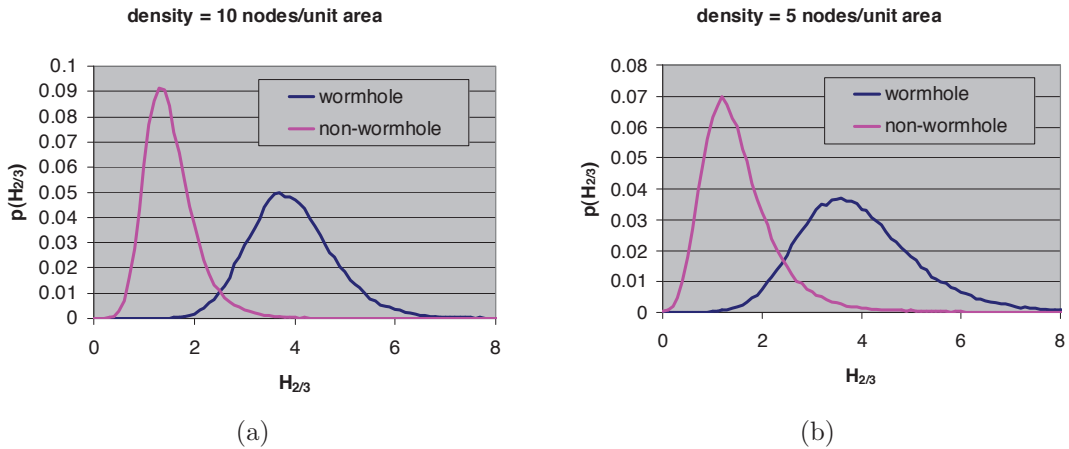 density = 10 nodes/unit area
0.1
0.09
0.08
0.07
0.06
0.05
0.04
0.03
0.02
0.01
0
p(H2/3)
wormhole
non-wormhole
0 2 4 6 8
H2/3
(a)
density = 5 nodes/unit area
0.08
0.07
0.06
0.05
0.04
0.03
0.02
0.01
0
p(H2/3)
wormhole
non-wormhole
0 2 4 6 8
H2/3
(b)